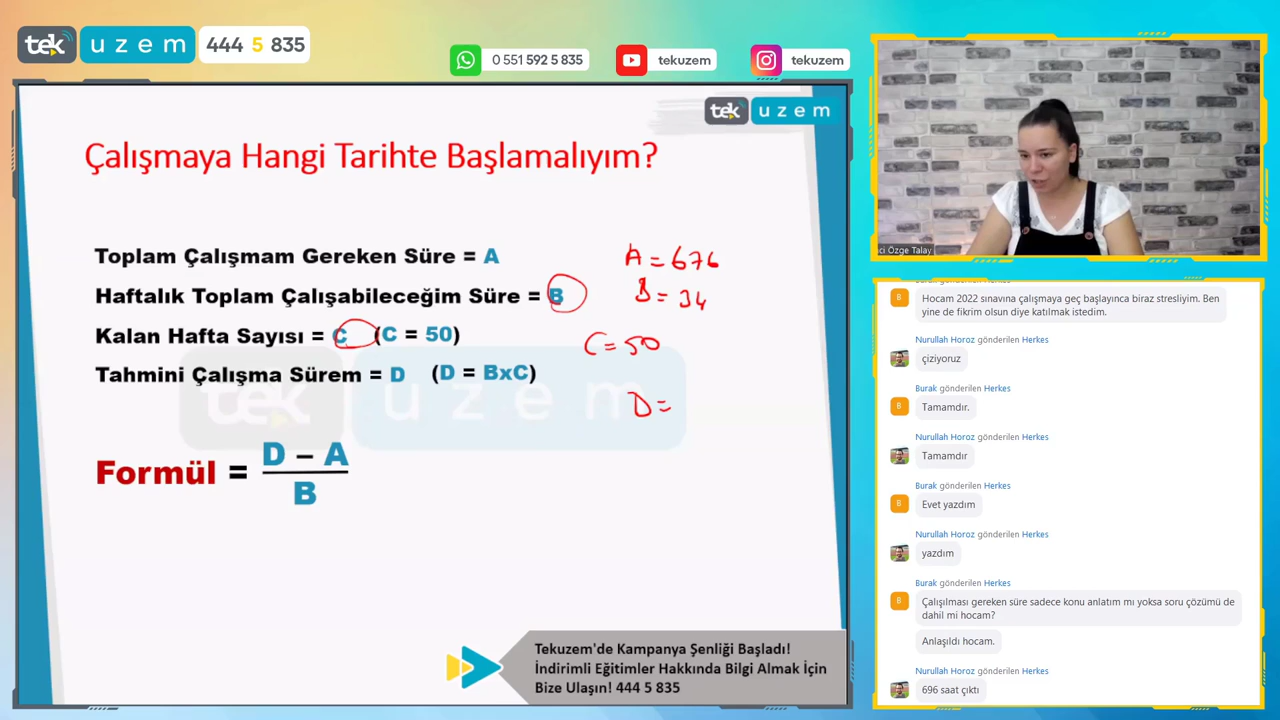 tek uzem 444 5 835
0 551 592 5 835
tekuzem
tekuzem
tek uzem
Çalışmaya Hangi Tarihte Başlamalıyım?
Toplam Çalışmam Gereken Süre = A
Haftalık Toplam Çalışabileceğim Süre = B
Kalan Hafta Sayısı = C (C = 50)
Tahmini Çalışma Sürem = D (D = BxC)
Formül = D – A
B
A = 676
B = 34
C = 50
D =
tek uzem
Tekuzem'de Kampanya Şenliği Başladı!
İndirimli Eğitimler Hakkında Bilgi Almak İçin
Bize Ulaşın! 444 5 835
ci Özge Talay
B
Hocam 2022 sınavına çalışmaya geç başlayınca biraz stresliyim. Ben
yine de fikrim olsun diye katılmak istedim.
Nurullah Horoz gönderilen Herkes
çiziyoruz
Burak gönderilen Herkes
B
Tamamdır.
Nurullah Horoz gönderilen Herkes
Tamamdır
Burak gönderilen Herkes
B
Evet yazdım
Nurullah Horoz gönderilen Herkes
yazdım
Burak gönderilen Herkes
B
Çalışılması gereken süre sadece konu anlatım mı yoksa soru çözümü de
dahil mi hocam?
Anlaşıldı hocam.
Nurullah Horoz gönderilen Herkes
696 saat çıktı